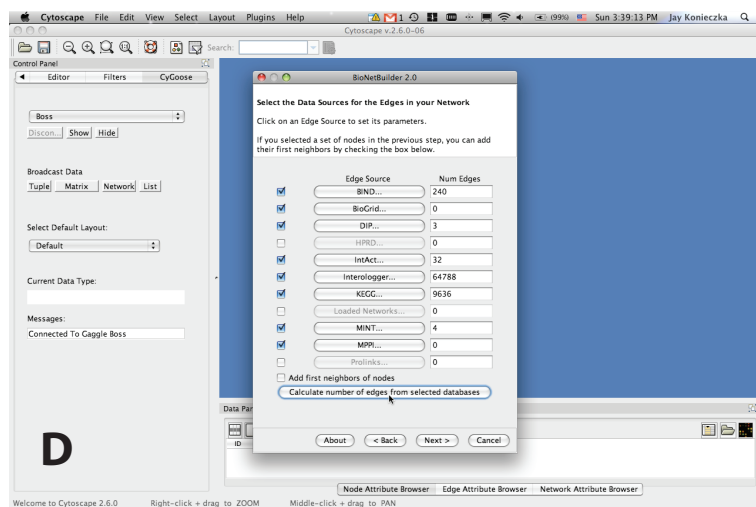 Cytoscape File Edit View Select Layout Plugins Help 1 (99%) Sun 3:39:13 PM Jay Konieczka
Cytoscape v.2.6.0-06
Search:
Control Panel
Editor Filters CyGoose
Boss
Discon... Show Hide
Broadcast Data
Tuple Matrix Network List
Select Default Layout:
Default
Current Data Type:
Messages:
Connected To Gaggle Boss
D
BioNetBuilder 2.0
Select the Data Sources for the Edges in your Network
Click on an Edge Source to set its parameters.
If you selected a set of nodes in the previous step, you can add
their first neighbors by checking the box below.
Edge Source Num Edges
BIND... 240
BioGrid... 0
DIP... 3
HPRD... 0
IntAct... 32
Interologger... 64788
KEGG... 9636
Loaded Networks... 0
MINT... 4
MPPI... 0
Prolinks... 0
Add first neighbors of nodes
Calculate number of edges from selected databases
About < Back Next > Cancel
Data Par
ID
Node Attribute Browser Edge Attribute Browser Network Attribute Browser
Welcome to Cytoscape 2.6.0 Right-click + drag to ZOOM Middle-click + drag to PAN